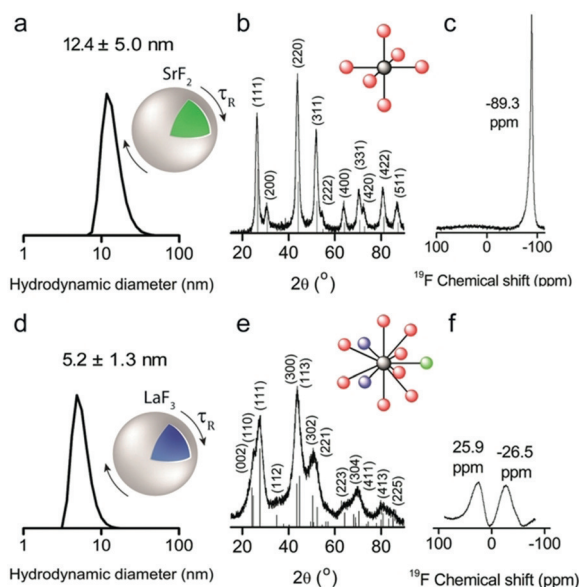 a
12.4 ± 5.0 nm
SrF2
τR
1 10 100
Hydrodynamic diameter (nm)
b
(111)
(200)
(220)
(311)
(222)
(400)
(331)
(420)
(422)
(511)
20 40 60 80
2θ (°)
c
-89.3
ppm
100 0 -100
19F Chemical shift (ppm)
d
5.2 ± 1.3 nm
LaF3
τR
1 10 100
Hydrodynamic diameter (nm)
e
(002)
(110)
(111)
(112)
(300)
(113)
(302)
(221)
(223)
(304)
(411)
(413)
(225)
20 40 60 80
2θ (°)
f
25.9
ppm
-26.5
ppm
100 0 -100
19F Chemical shift (ppm)